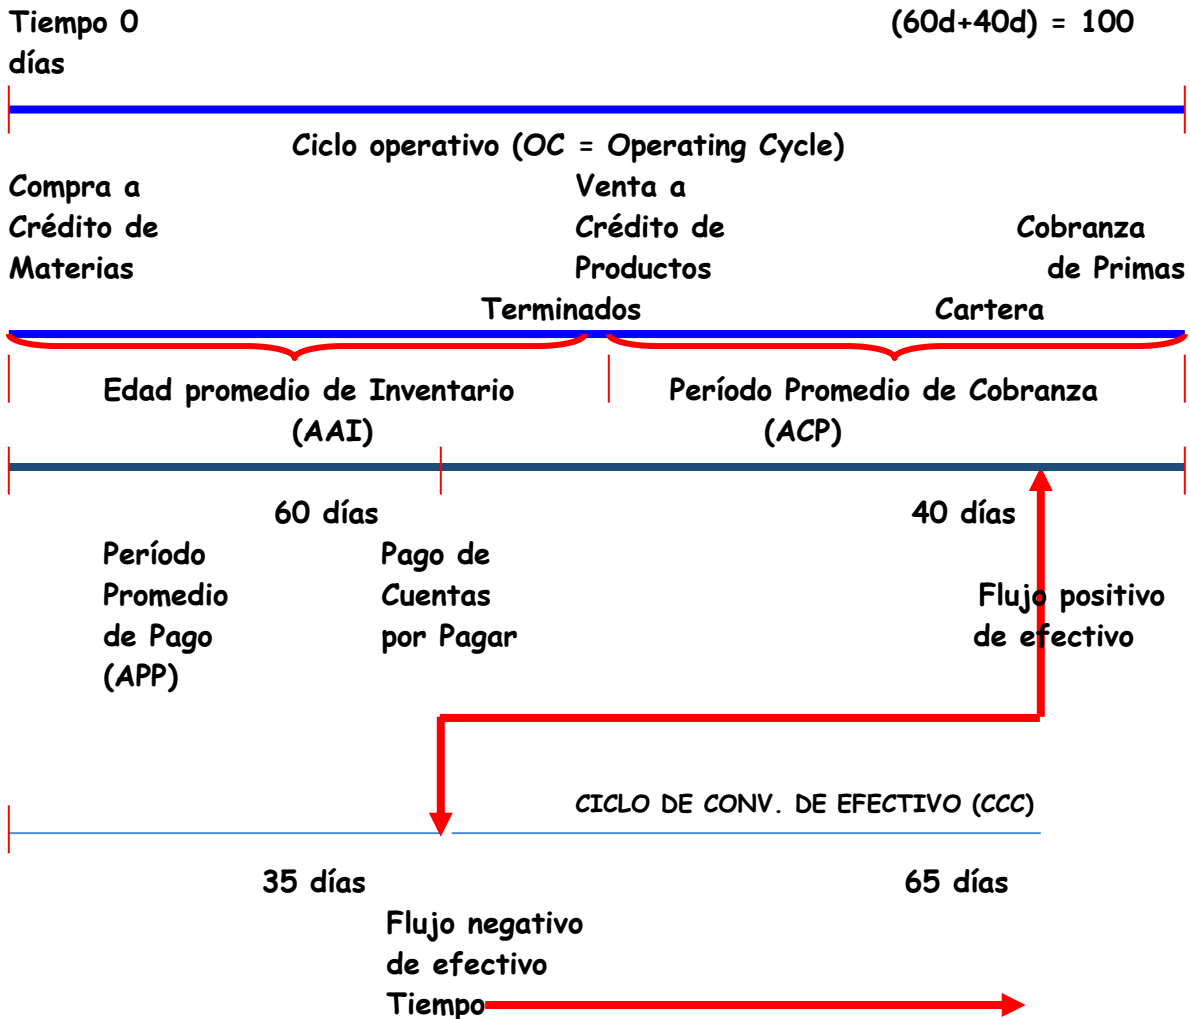 Tiempo 0 (60d+40d) = 100
días
Ciclo operativo (OC = Operating Cycle)
Compra a Venta a
Crédito de Crédito de Cobranza
Materias Productos de Primas
Terminados Cartera
Edad promedio de Inventario Período Promedio de Cobranza
(AAI) (ACP)
60 días 40 días
Período Pago de
Promedio Cuentas Flujo positivo
de Pago por Pagar de efectivo
(APP)
CICLO DE CONV. DE EFECTIVO (CCC)
35 días 65 días
Flujo negativo
de efectivo
Tiempo